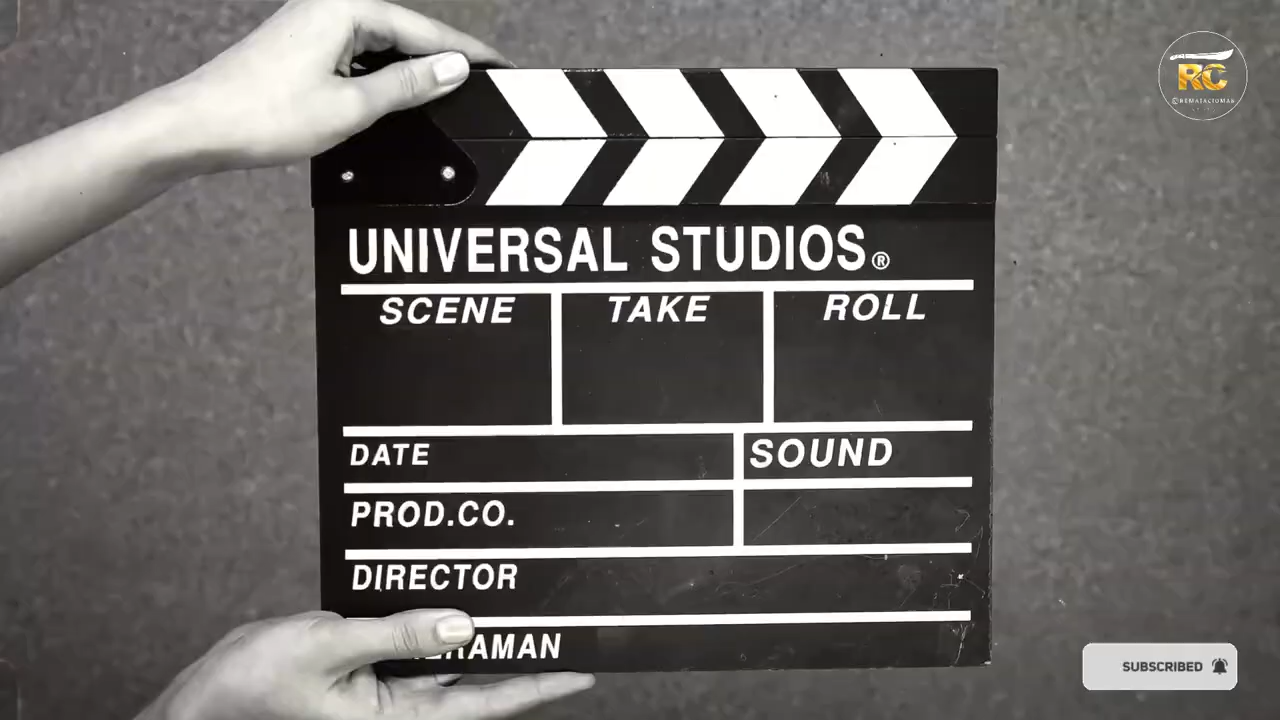 RC
UNIVERSAL STUDIOS®
SCENE TAKE ROLL
DATE SOUND
PROD.CO.
DIRECTOR
SUBSCRIBED